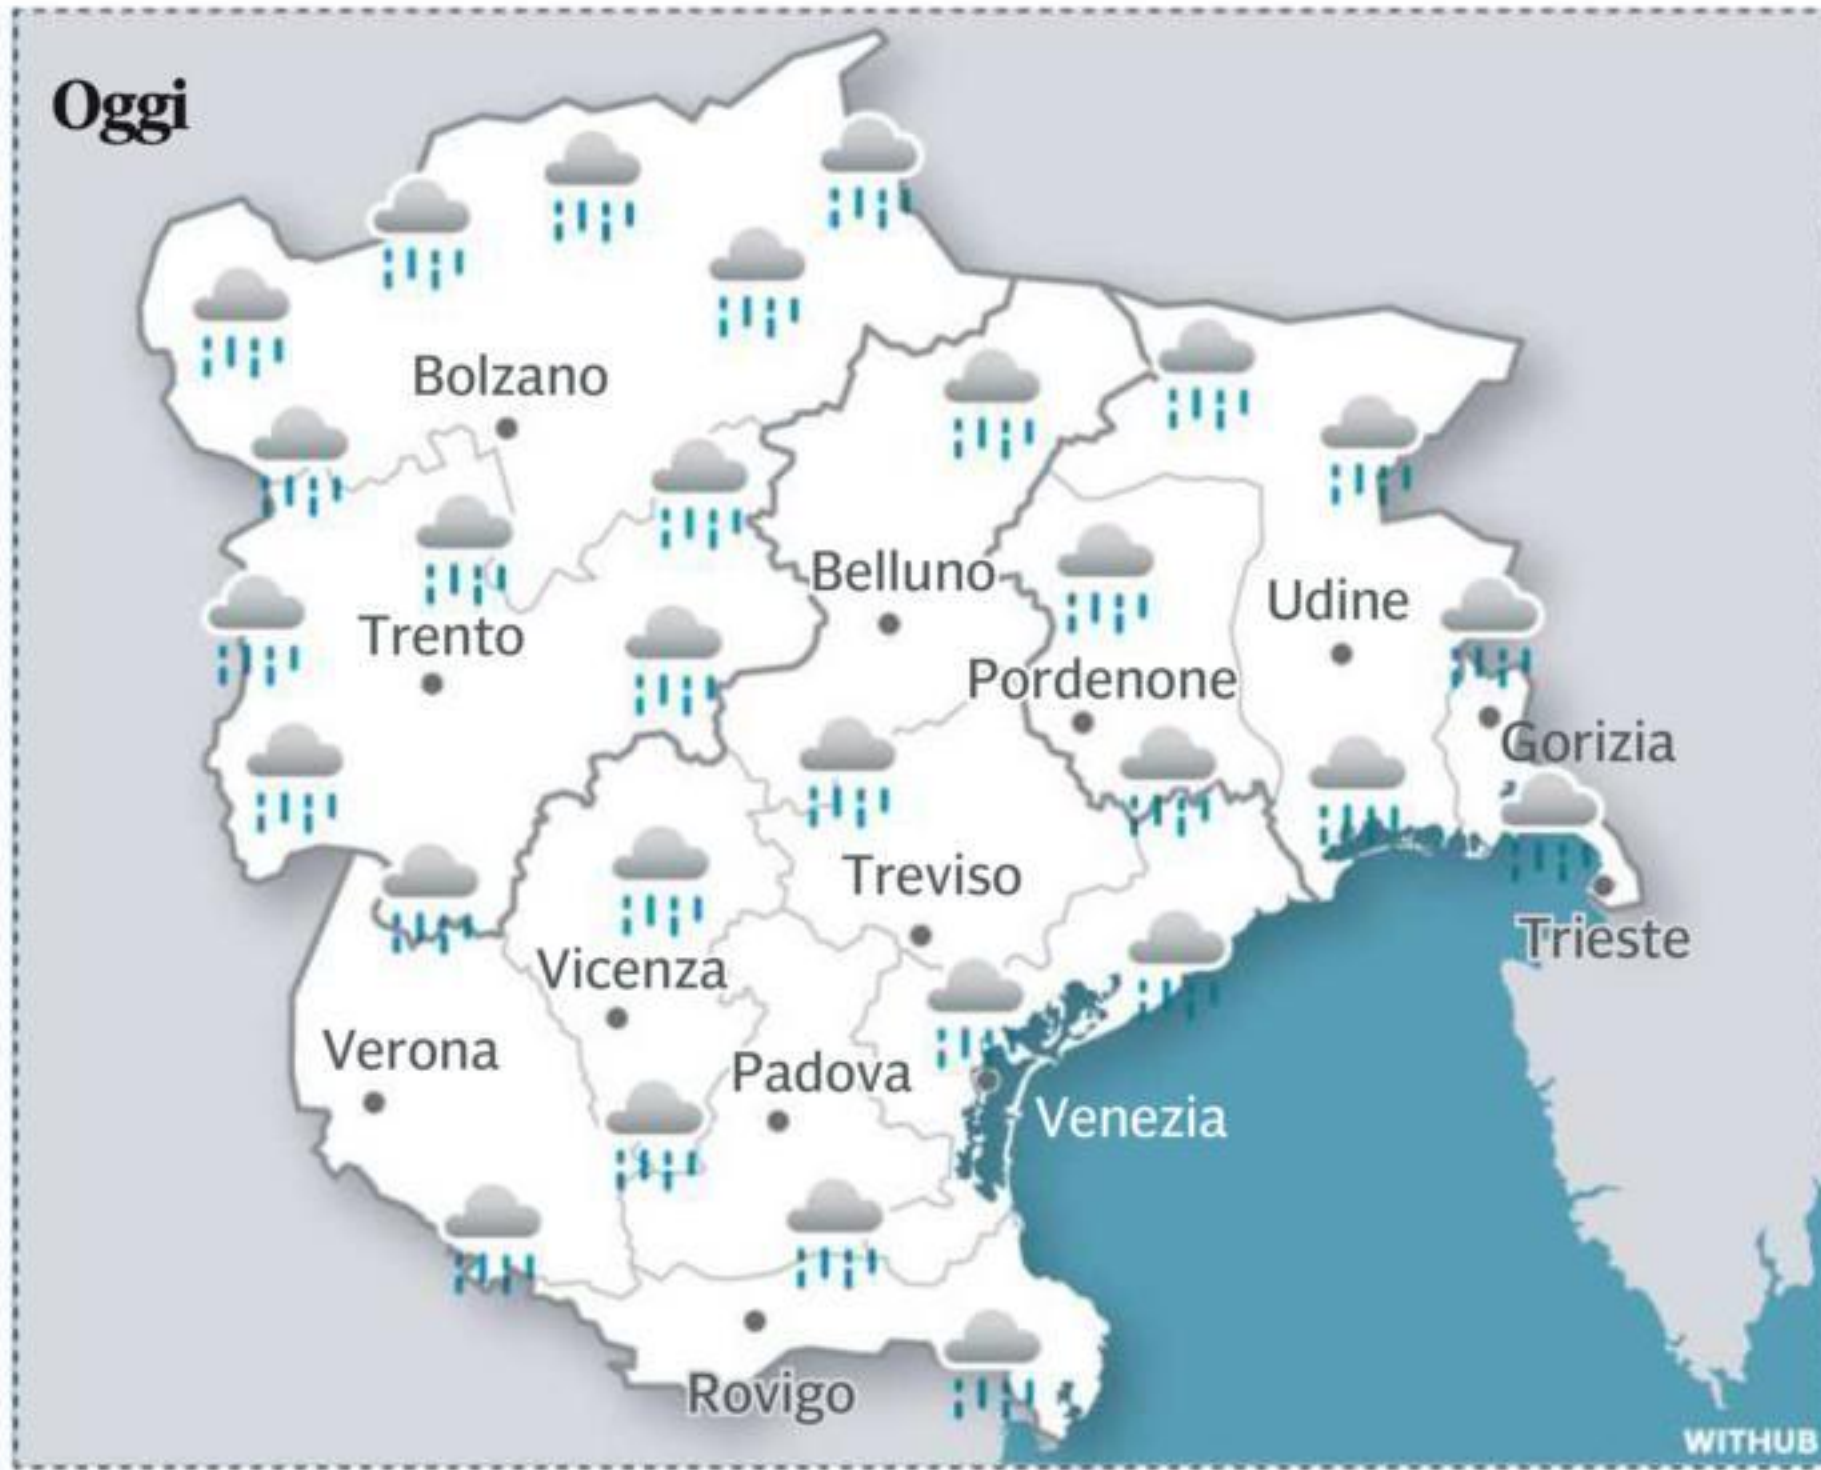 Oggi
Bolzano
Belluno
Trento
Udine
Pordenone
Gorizia
Treviso
Trieste
Vicenza
Verona
Padova
Venezia
Rovigo
WITHUB